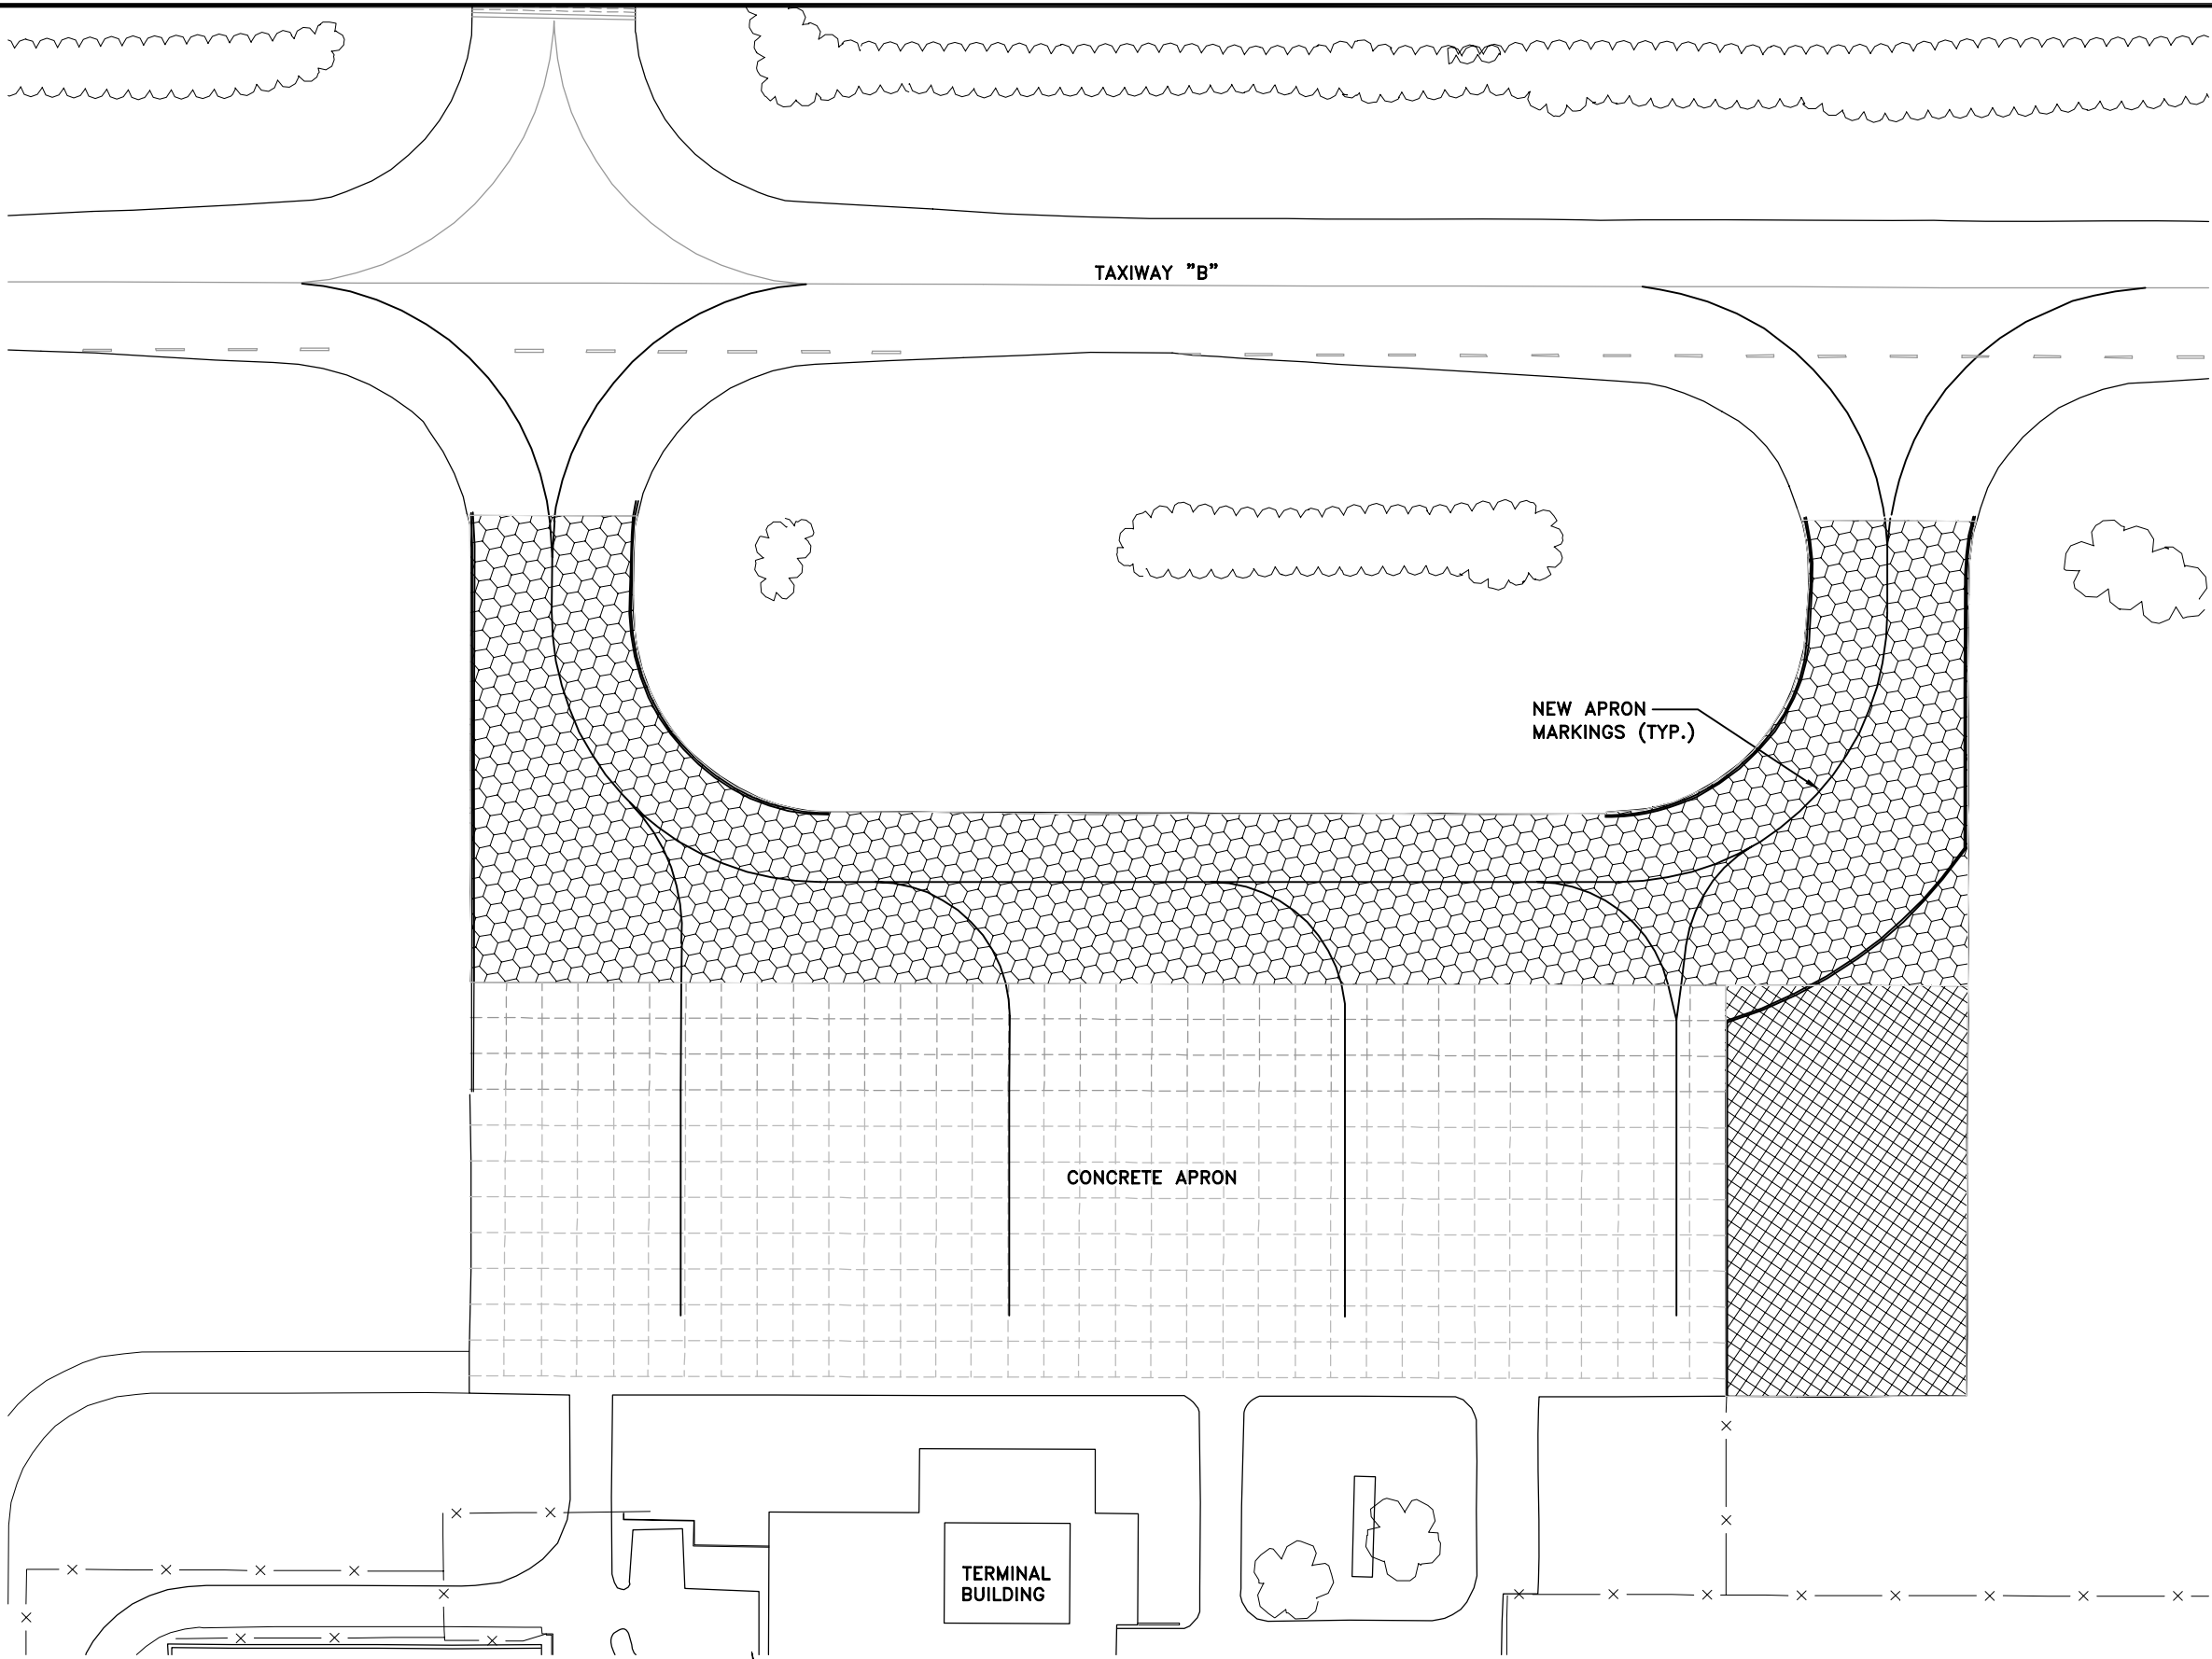 TAXIWAY "B"
NEW APRON
MARKINGS (TYP.)
CONCRETE APRON
TERMINAL
BUILDING